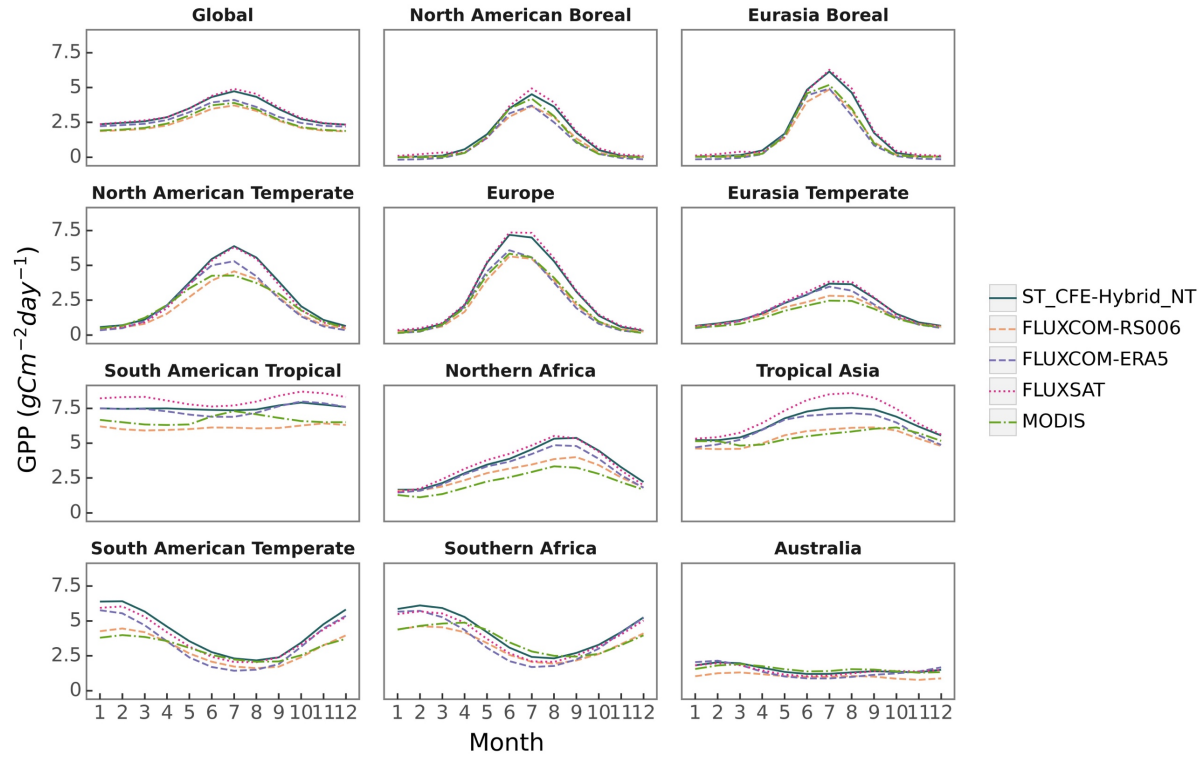 Global
North American Boreal
Eurasia Boreal
7.5
5
2.5
0
North American Temperate
Europe
Eurasia Temperate
7.5
5
2.5
0
South American Tropical
Northern Africa
Tropical Asia
7.5
5
2.5
0
South American Temperate
Southern Africa
Australia
7.5
5
2.5
0
1 2 3 4 5 6 7 8 9 10 11 12
1 2 3 4 5 6 7 8 9 10 11 12
1 2 3 4 5 6 7 8 9 10 11 12
Month
GPP (gCm⁻²day⁻¹)
ST_CFE-Hybrid_NT
FLUXCOM-RS006
FLUXCOM-ERA5
FLUXSAT
MODIS